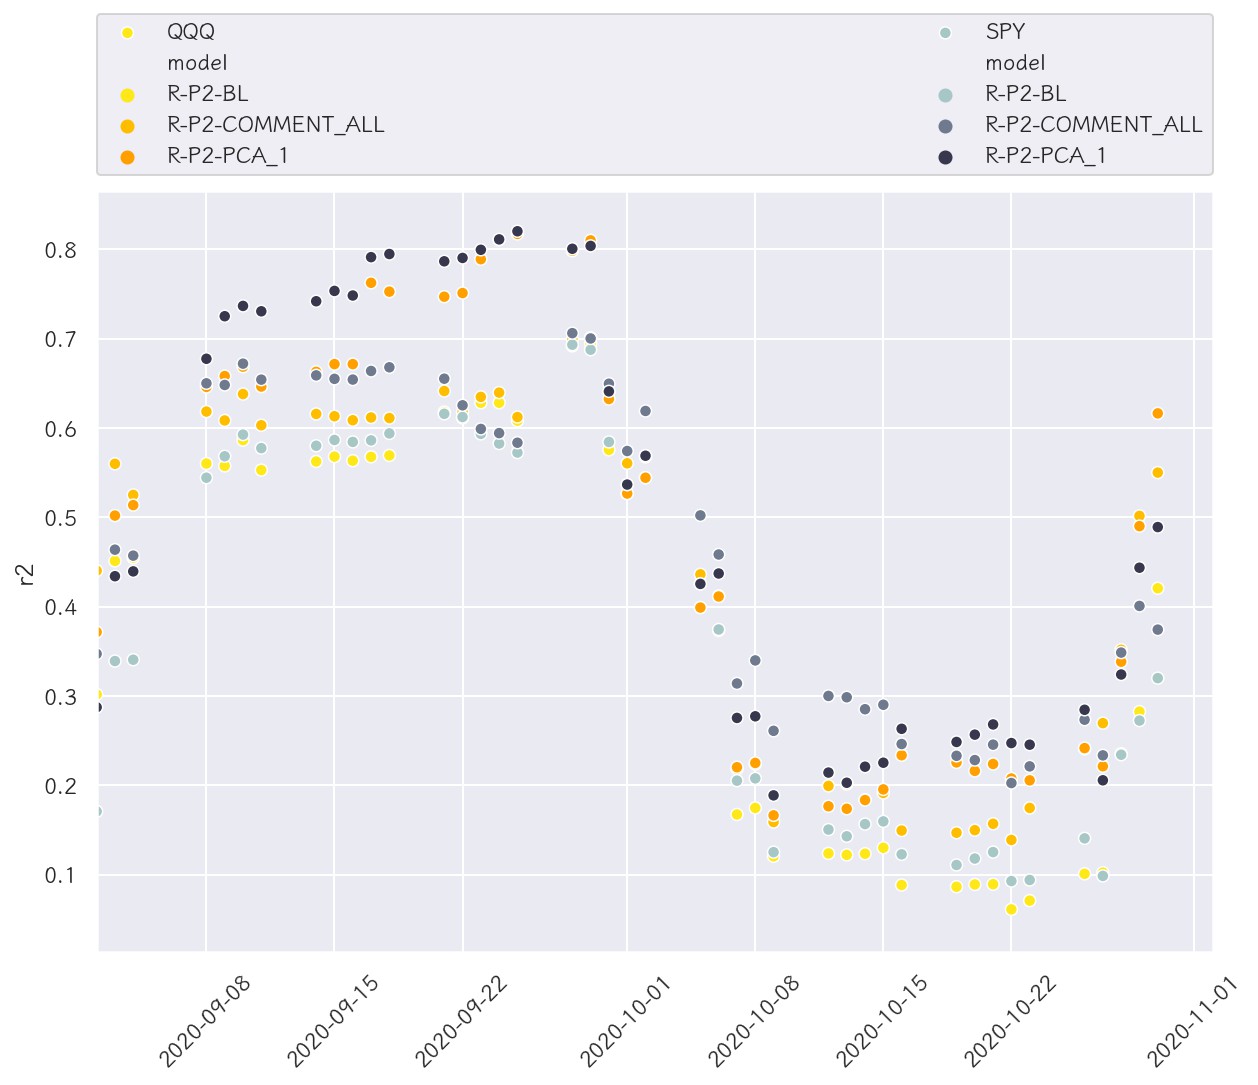 QQQ
model
R-P2-BL
R-P2-COMMENT_ALL
R-P2-PCA_1
SPY
model
R-P2-BL
R-P2-COMMENT_ALL
R-P2-PCA_1
0.8
0.7
0.6
0.5
0.4
0.3
0.2
0.1
r2
2020-09-08
2020-09-15
2020-09-22
2020-10-01
2020-10-08
2020-10-15
2020-10-22
2020-11-01